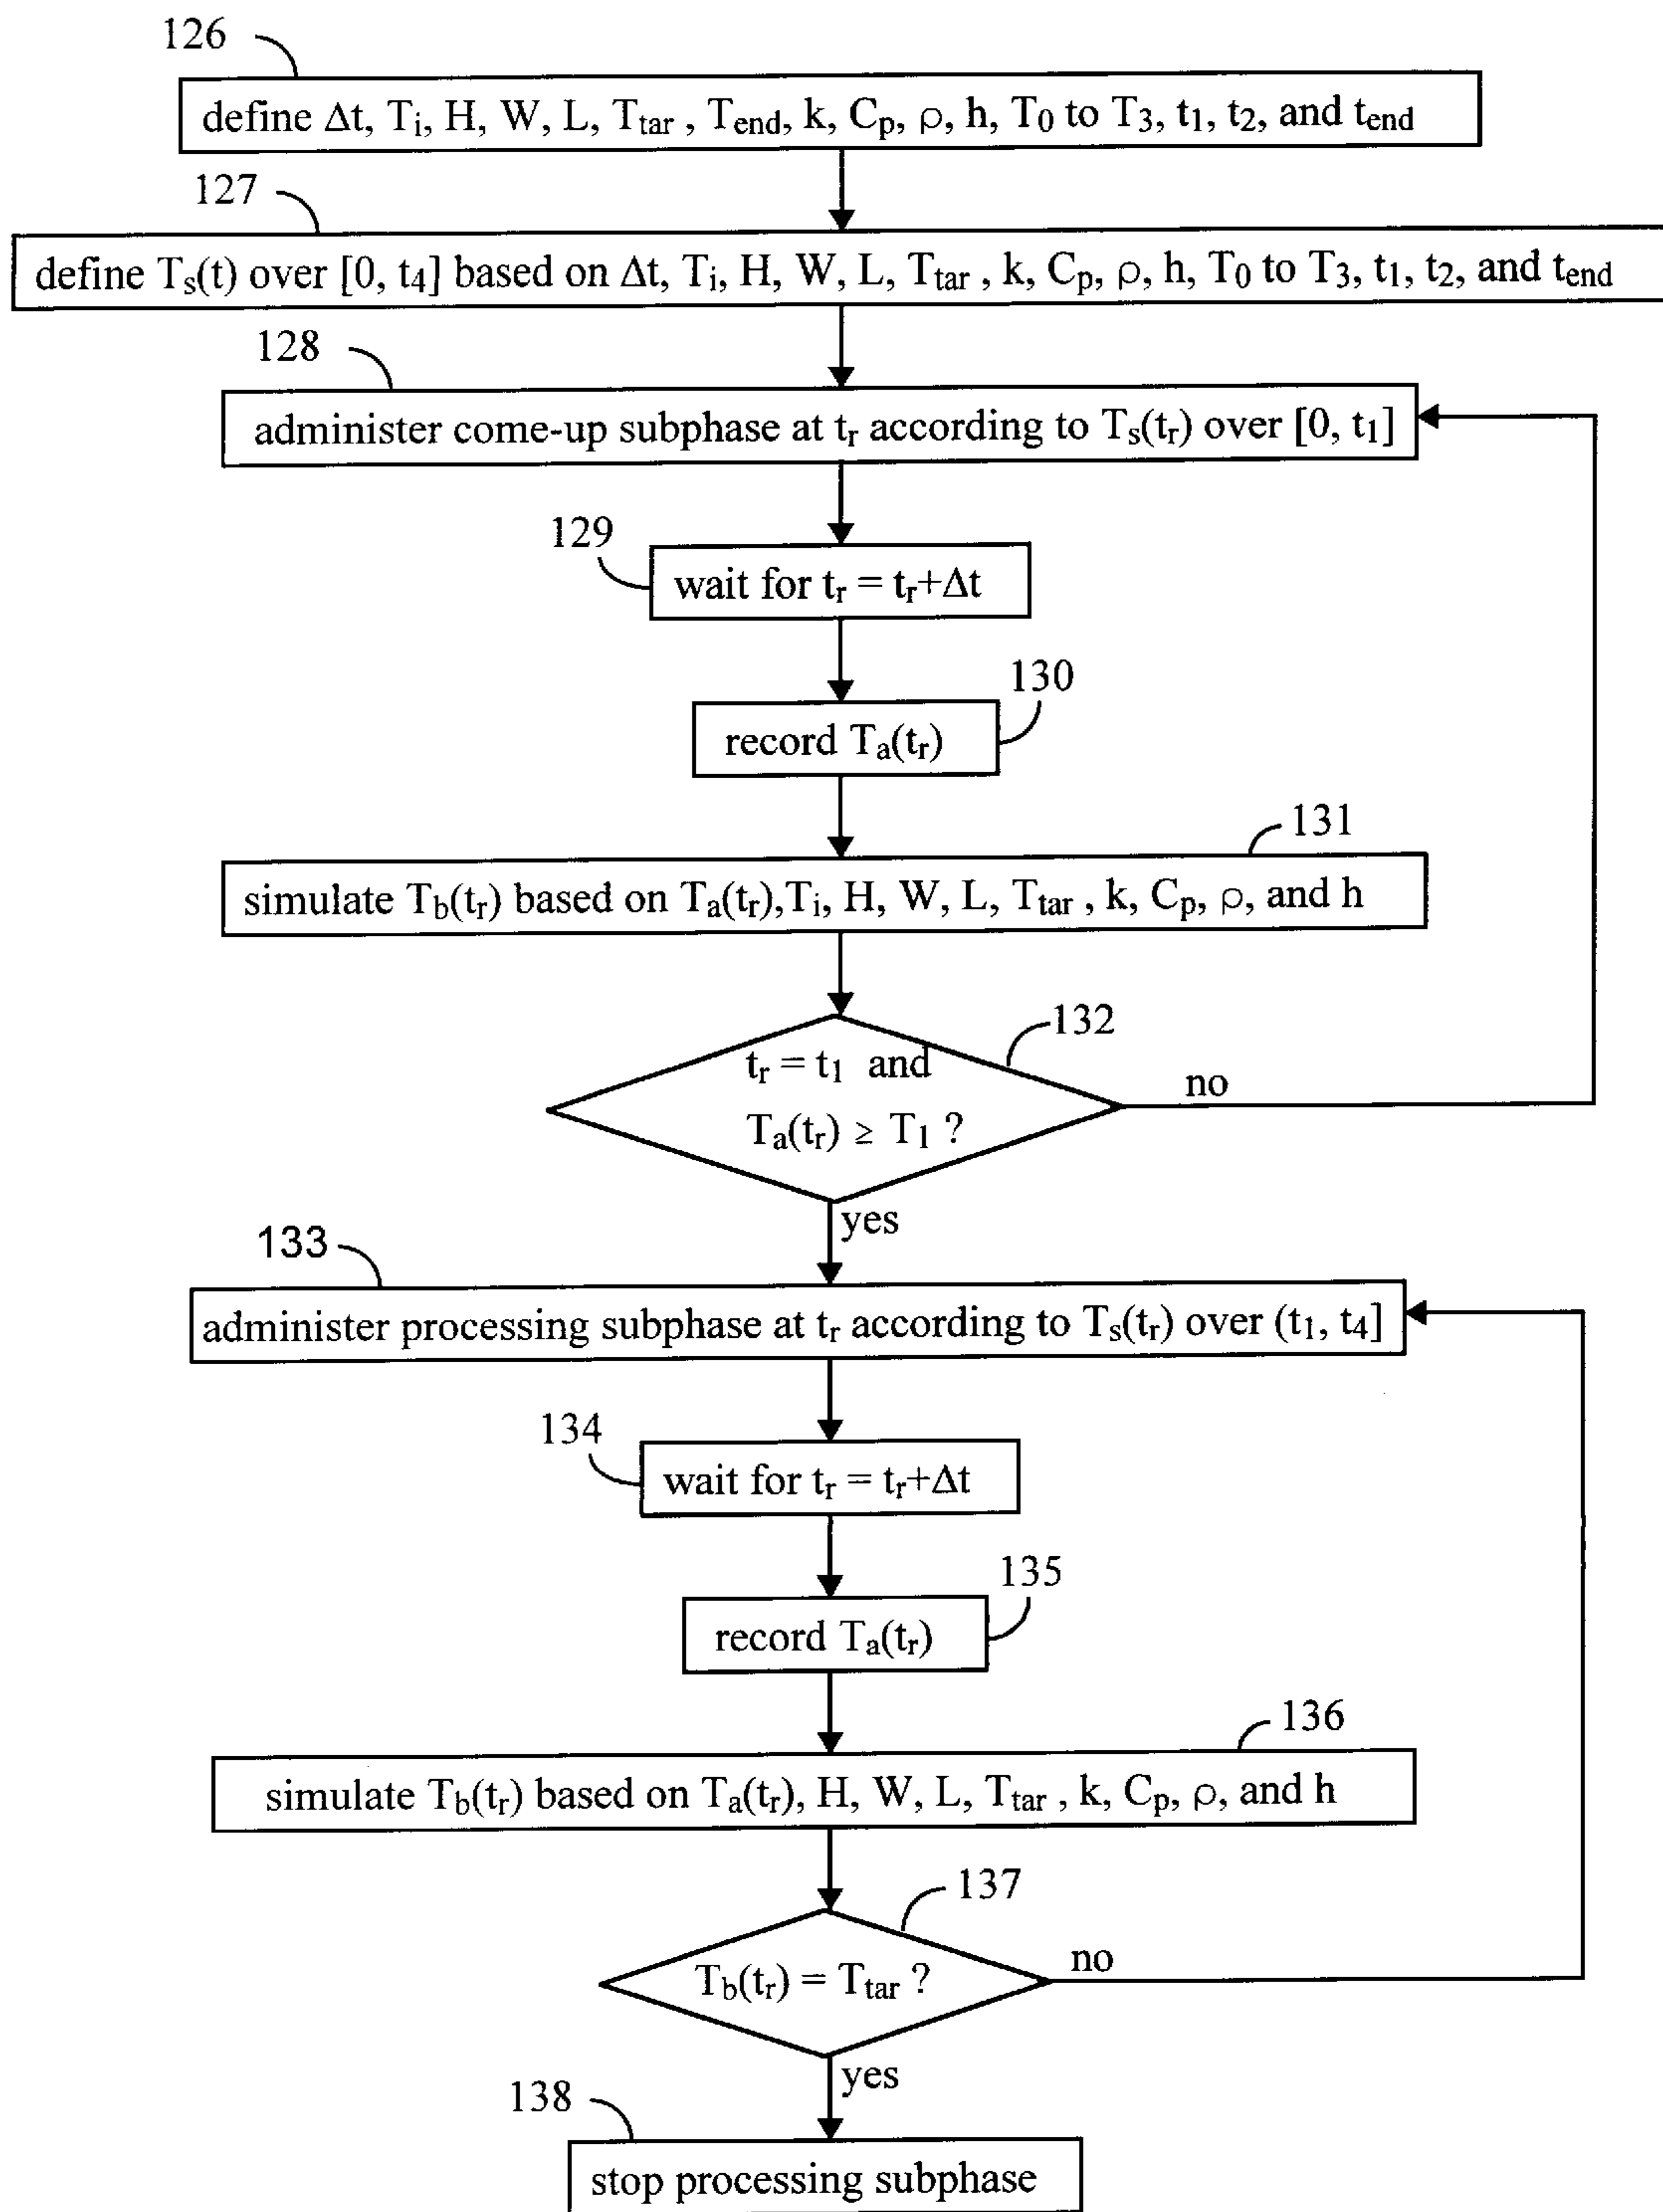 126
define Δt, Ti, H, W, L, Ttar , Tend, k, Cp, ρ, h, T0 to T3, t1, t2, and tend
127
define Ts(t) over [0, t4] based on Δt, Ti, H, W, L, Ttar , k, Cp, ρ, h, T0 to T3, t1, t2, and tend
128
administer come-up subphase at tr according to Ts(tr) over [0, t1]
129
wait for tr = tr+Δt
130
record Ta(tr)
131
simulate Tb(tr) based on Ta(tr),Ti, H, W, L, Ttar , k, Cp, ρ, and h
132
tr = t1 and
Ta(tr) ≥ T1 ?
no
yes
133
administer processing subphase at tr according to Ts(tr) over (t1, t4]
134
wait for tr = tr+Δt
135
record Ta(tr)
136
simulate Tb(tr) based on Ta(tr), H, W, L, Ttar , k, Cp, ρ, and h
137
Tb(tr) = Ttar ?
no
yes
138
stop processing subphase